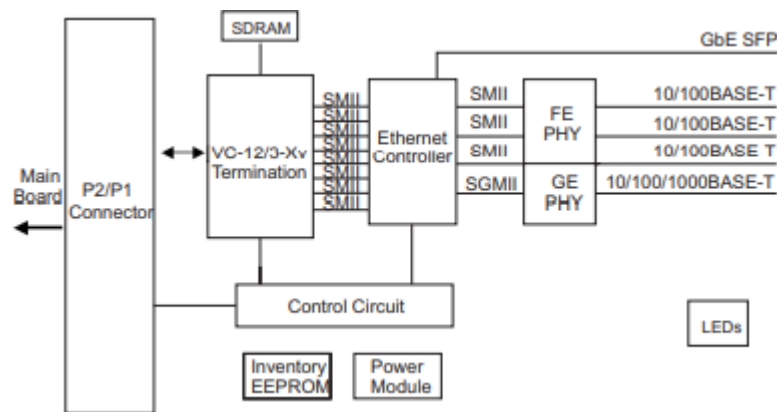 SDRAM
GbE SFP
SMII
SMII
SMII
SMII
SMII
SMII
SMII
SMII
VC-12/3-Xv
Termination
Ethernet
Controller
SMII
SMII
SMII
SGMII
FE
PHY
GE
PHY
10/100BASE-T
10/100BASE-T
10/100BASE T
10/100/1000BASE-T
Main
Board
P2/P1
Connector
Control Circuit
LEDs
Inventory
EEPROM
Power
Module